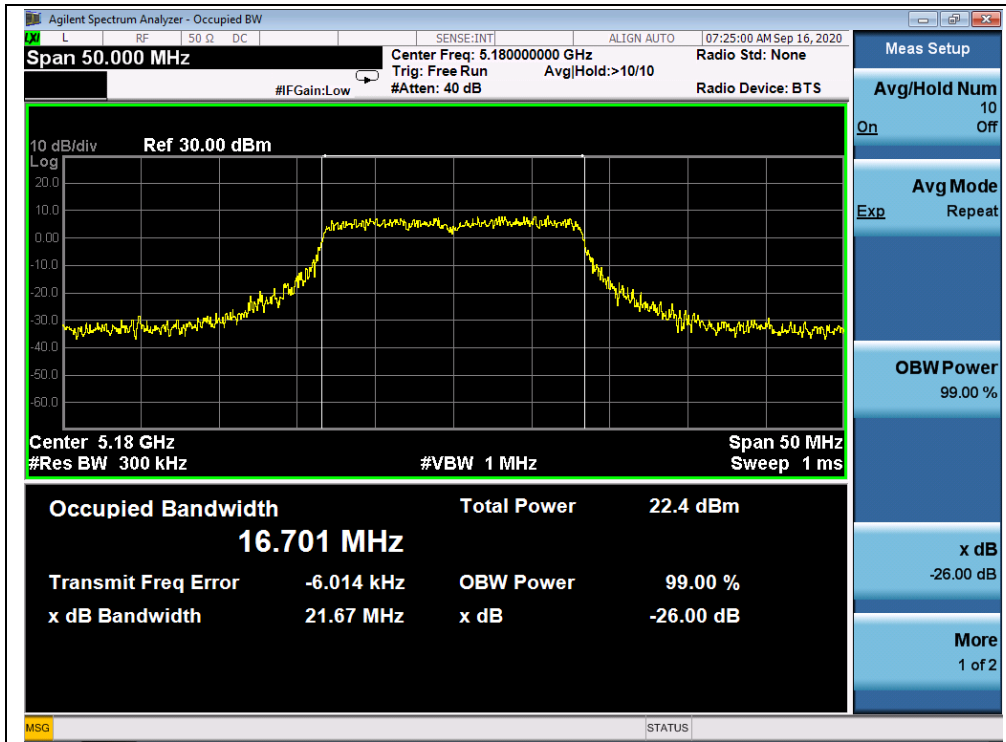 Agilent Spectrum Analyzer - Occupied BW
LXI L RF 50 Ω DC SENSE:INT ALIGN AUTO 07:25:00 AM Sep 16, 2020
Span 50.000 MHz
Center Freq: 5.180000000 GHz
Radio Std: None
Trig: Free Run Avg|Hold:>10/10
#IFGain:Low #Atten: 40 dB Radio Device: BTS
10 dB/div Ref 30.00 dBm
Log
20.0
10.0
0.00
-10.0
-20.0
-30.0
-40.0
-50.0
-60.0
Center 5.18 GHz Span 50 MHz
#Res BW 300 kHz #VBW 1 MHz Sweep 1 ms
Occupied Bandwidth Total Power 22.4 dBm
16.701 MHz
Transmit Freq Error -6.014 kHz OBW Power 99.00 %
x dB Bandwidth 21.67 MHz x dB -26.00 dB
Meas Setup
Avg/Hold Num
10
On Off
Avg Mode
Exp Repeat
OBW Power
99.00 %
x dB
-26.00 dB
More
1 of 2
MSG STATUS